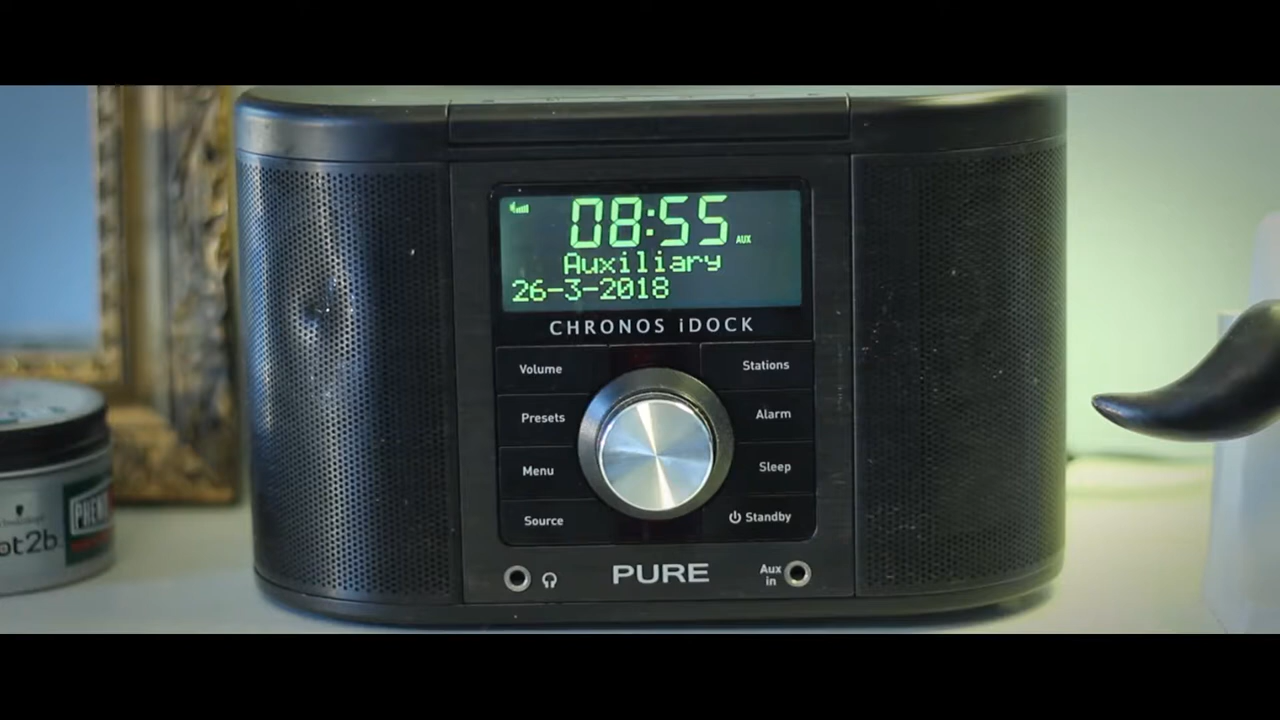 08:55
AUX
Auxiliary
26-3-2018
CHRONOS iDOCK
Volume
Stations
Presets
Alarm
Menu
Sleep
Source
Standby
PURE
Aux
in
ot2b